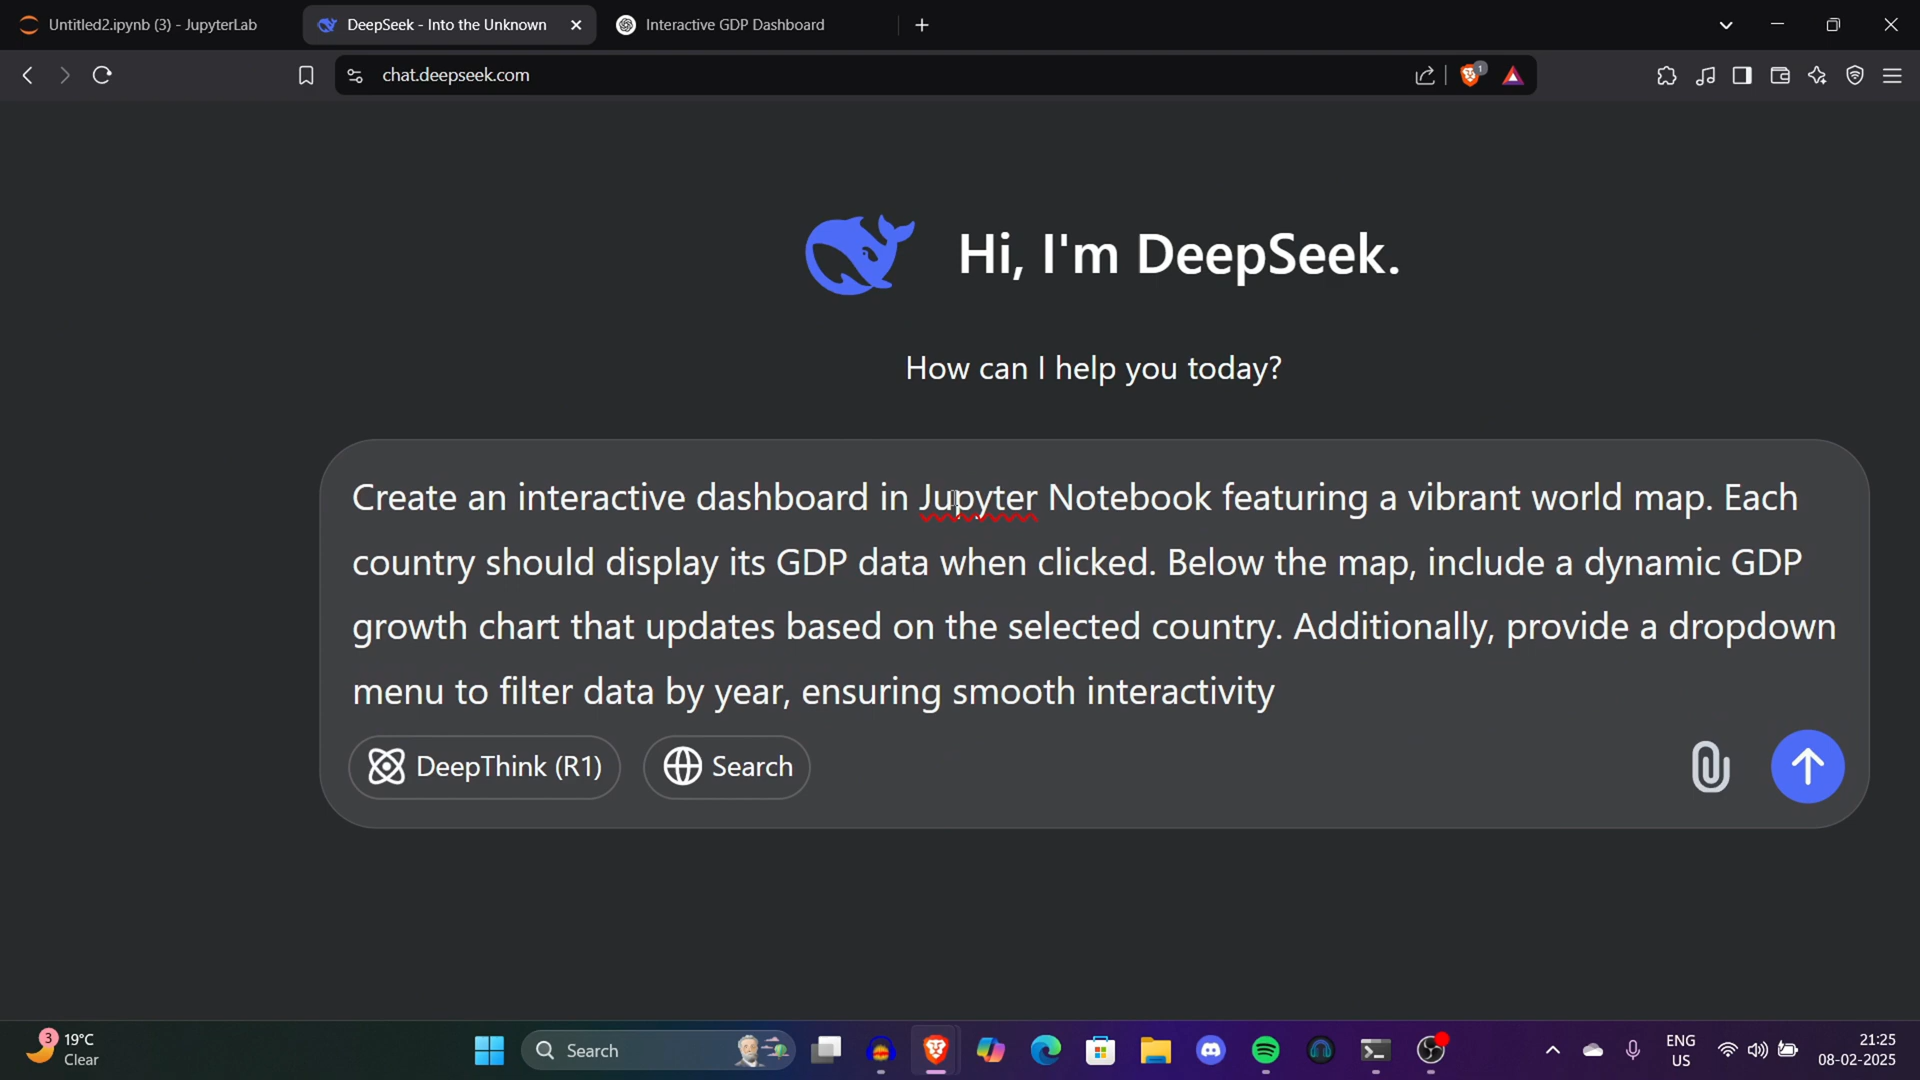 Untitled2.ipynb (3) - JupyterLab
DeepSeek - Into the Unknown
Interactive GDP Dashboard
chat.deepseek.com
1
Hi, I'm DeepSeek.
How can I help you today?
Create an interactive dashboard in Jupyter Notebook featuring a vibrant world map. Each
country should display its GDP data when clicked. Below the map, include a dynamic GDP
growth chart that updates based on the selected country. Additionally, provide a dropdown
menu to filter data by year, ensuring smooth interactivity
DeepThink (R1)
Search
3
19°C
Clear
Search
ENG
US
21:25
08-02-2025